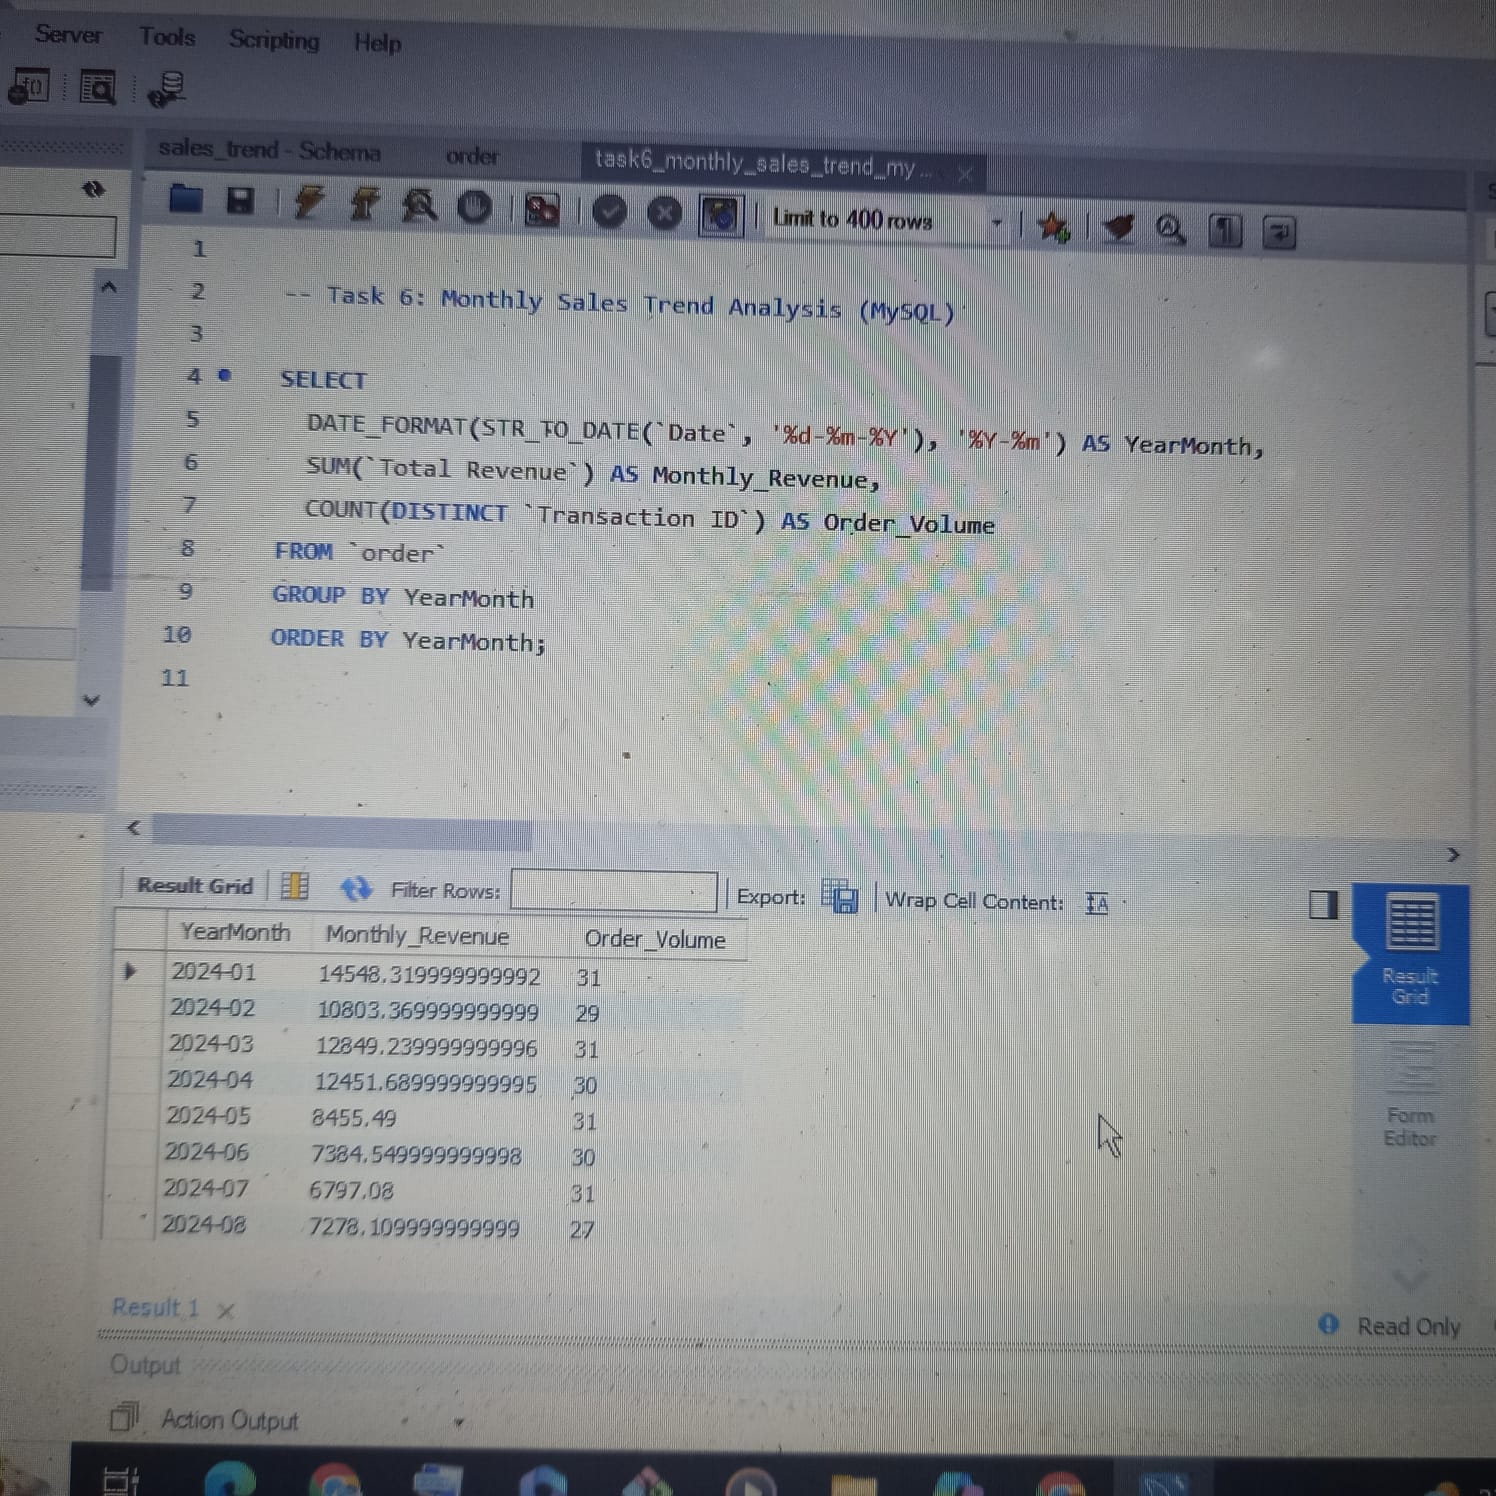 Server Tools Scripting Help
sales_trend - Schema order task6_monthly_sales_trend_my ...
Limit to 400 rows
1
2 -- Task 6: Monthly Sales Trend Analysis (MySQL)
3
4 SELECT
5 DATE_FORMAT(STR_TO_DATE(`Date`, '%d-%m-%Y'), '%Y-%m') AS YearMonth,
6 SUM(`Total Revenue`) AS Monthly_Revenue,
7 COUNT(DISTINCT `Transaction ID`) AS Order_Volume
8 FROM `order`
9 GROUP BY YearMonth
10 ORDER BY YearMonth;
11
Result Grid Filter Rows: Export: Wrap Cell Content: IA
YearMonth Monthly_Revenue Order_Volume
2024-01 14548.319999999992 31
2024-02 10803.369999999999 29
2024-03 12849.239999999996 31
2024-04 12451.689999999995 30
2024-05 8455.49 31
2024-06 7384.549999999998 30
2024-07 6797.08 31
2024-08 7278.109999999999 27
Result
Grid
Form
Editor
Result 1
Read Only
Output
Action Output